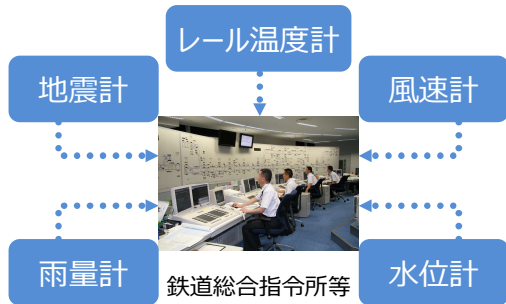 レール温度計
地震計
風速計
雨量計
水位計
鉄道総合指令所等